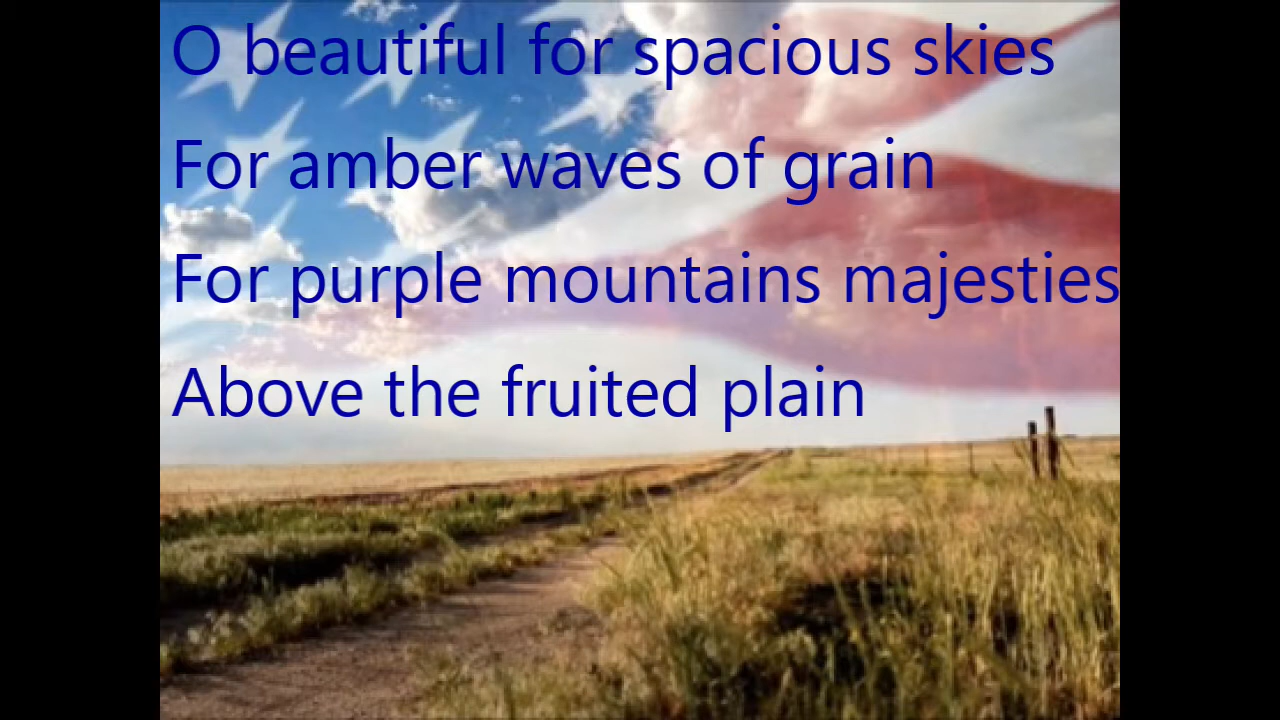 O beautiful for spacious skies
For amber waves of grain
For purple mountains majesties
Above the fruited plain